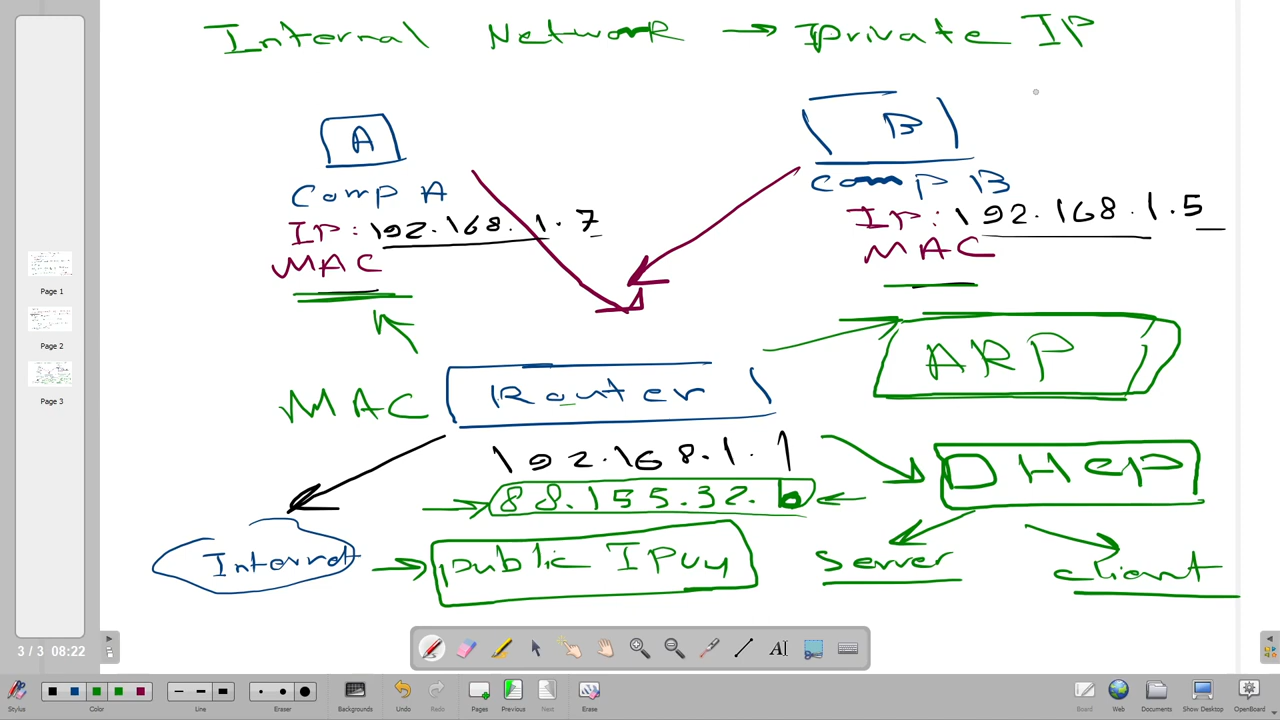 Internal Network → private IP
A
B
Comp A
Comp B
IP: 192.168.1.7
IP: 192.168.1.5
MAC
MAC
ARP
MAC
Router
192.168.1.1
DHCP
88.155.32.
Internet
public IPv4
server
client
Page 1
Page 2
Page 3
3 / 3 08:22
Stylus
Color
Line
Eraser
Backgrounds
Undo
Redo
Pages
Previous
Next
Erase
Board
Web
Documents
Show Desktop
OpenBoard